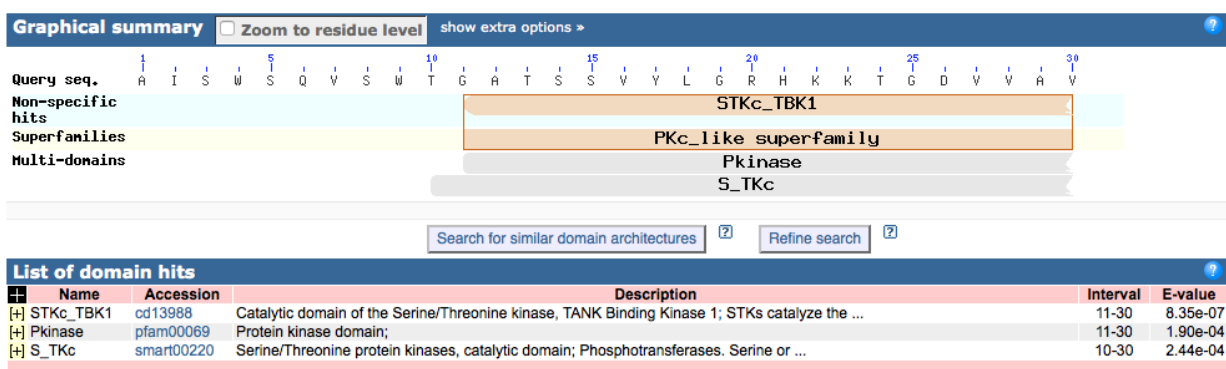 Graphical summary Zoom to residue level show extra options » ?
1 5 10 15 20 25 30
Query seq. A I S W S Q V S W T G A T S S V Y L G R H K K T G D V V A V
Non-specific STKc_TBK1
hits
Superfamilies PKc_like superfamily
Multi-domains Pkinase
S_TKc
Search for similar domain architectures ? Refine search ?
List of domain hits ?
+ Name Accession Description Interval E-value
[+] STKc_TBK1 cd13988 Catalytic domain of the Serine/Threonine kinase, TANK Binding Kinase 1; STKs catalyze the ... 11-30 8.35e-07
[+] Pkinase pfam00069 Protein kinase domain; 11-30 1.90e-04
[+] S_TKc smart00220 Serine/Threonine protein kinases, catalytic domain; Phosphotransferases. Serine or ... 10-30 2.44e-04